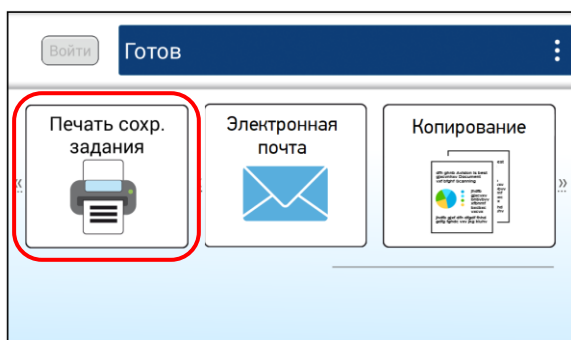 Войти
Готов
Печать сохр.
задания
Электронная
почта
Копирование